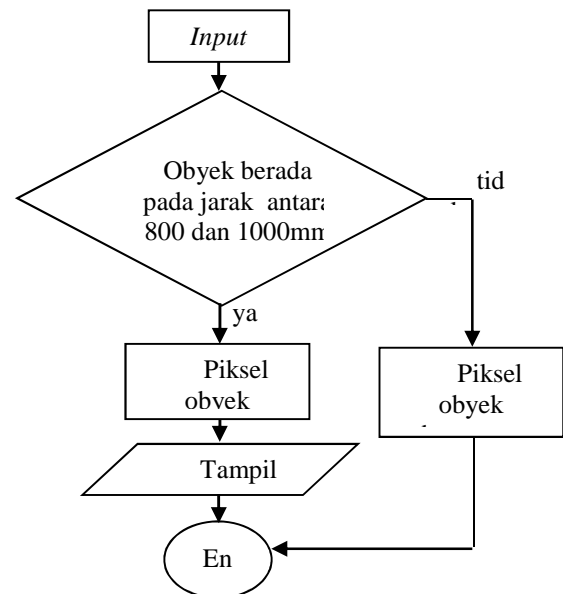 Input
Obyek berada
pada jarak antara
800 dan 1000mm
tid
ya
Piksel
obyek
Piksel
obyek
Tampil
En